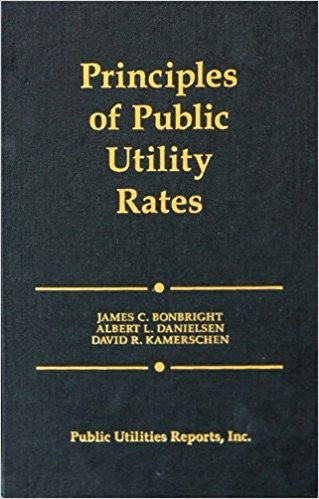 Principles
of Public
Utility
Rates
JAMES C. BONBRIGHT
ALBERT L. DANIELSEN
DAVID R. KAMERSCHEN
Public Utilities Reports, Inc.